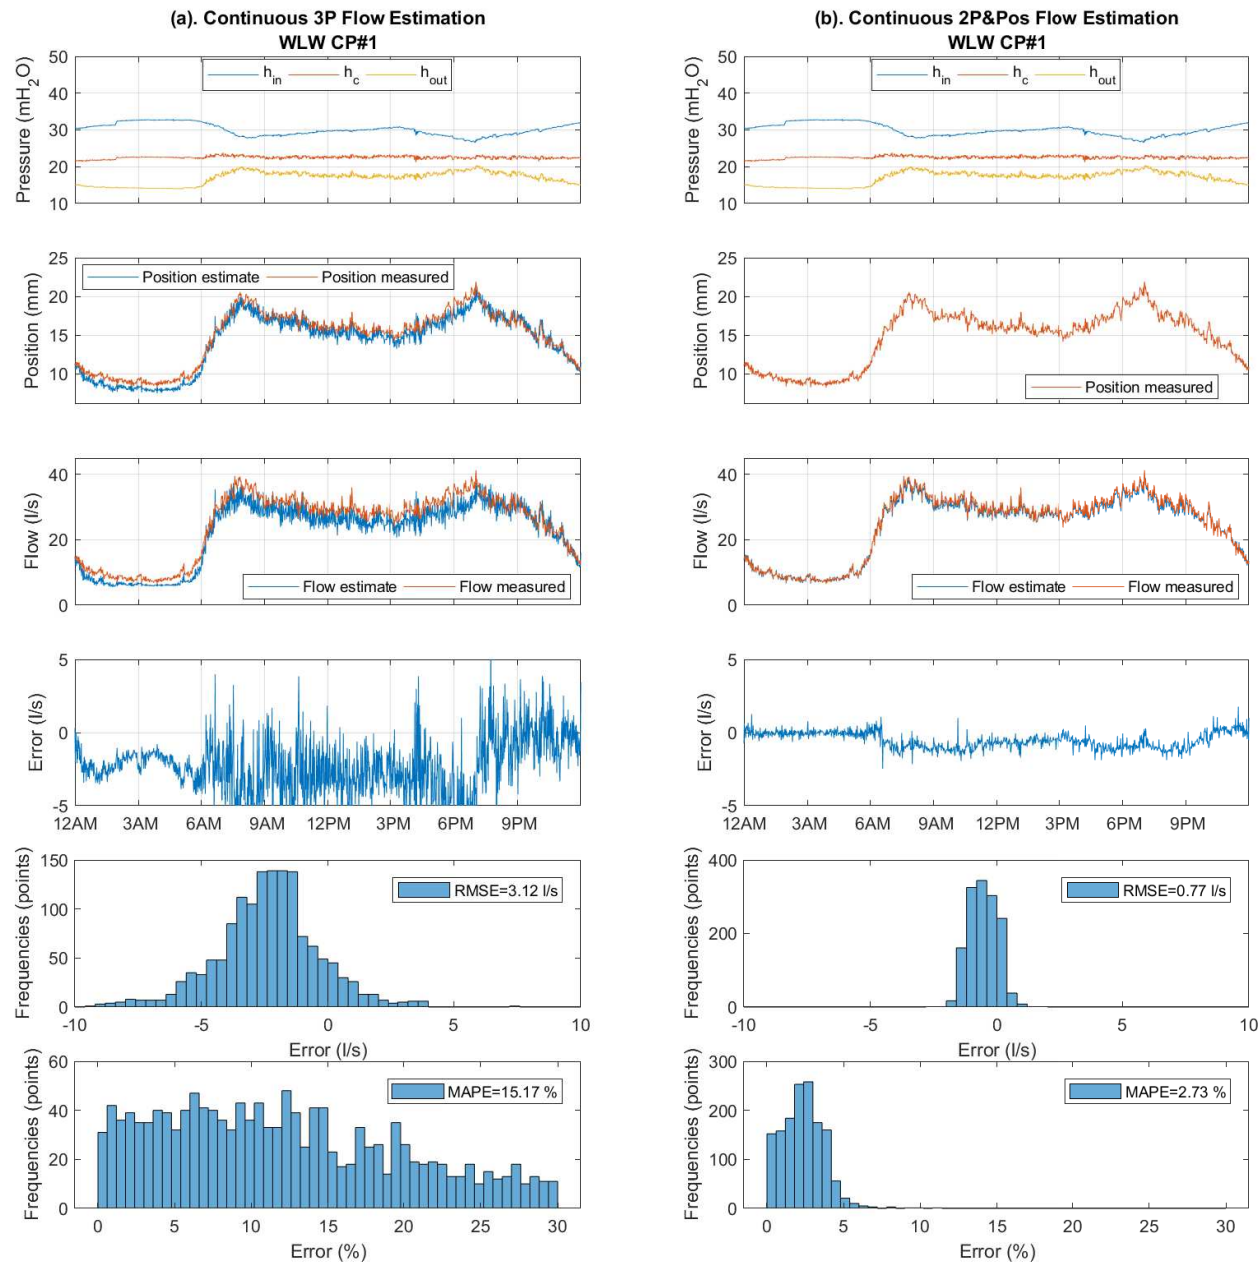 (a). Continuous 3P Flow Estimation
WLW CP#1
Pressure (mH2O)
50
40
30
20
10
h_in h_c h_out
Position (mm)
25
20
15
10
Position estimate Position measured
Flow (l/s)
40
20
0
Flow estimate Flow measured
Error (l/s)
5
0
-5
12AM 3AM 6AM 9AM 12PM 3PM 6PM 9PM
Frequencies (points)
150
100
50
0
RMSE=3.12 l/s
-10 -5 0 5 10
Error (l/s)
Frequencies (points)
60
40
20
0
MAPE=15.17 %
0 5 10 15 20 25 30
Error (%)
(b). Continuous 2P&Pos Flow Estimation
WLW CP#1
Pressure (mH2O)
50
40
30
20
10
h_in h_c h_out
Position (mm)
25
20
15
10
Position measured
Flow (l/s)
40
20
0
Flow estimate Flow measured
Error (l/s)
5
0
-5
12AM 3AM 6AM 9AM 12PM 3PM 6PM 9PM
Frequencies (points)
400
200
0
RMSE=0.77 l/s
-10 -5 0 5 10
Error (l/s)
Frequencies (points)
300
200
100
0
MAPE=2.73 %
0 5 10 15 20 25 30
Error (%)